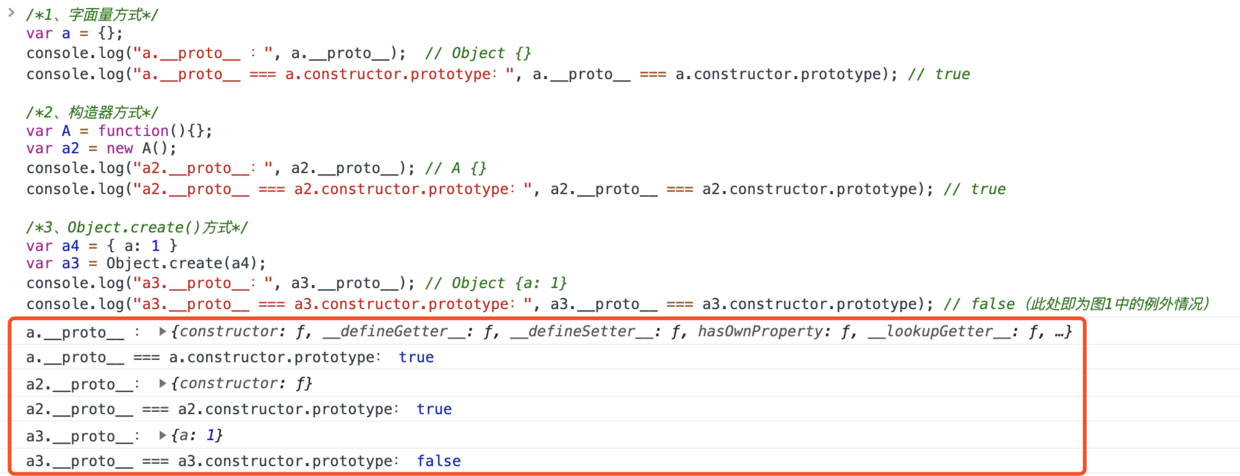 /*1、字面量方式*/
var a = {};
console.log("a.__proto__ ：", a.__proto__);  // Object {}
console.log("a.__proto__ === a.constructor.prototype：", a.__proto__ === a.constructor.prototype); // true
/*2、构造器方式*/
var A = function(){};
var a2 = new A();
console.log("a2.__proto__：", a2.__proto__); // A {}
console.log("a2.__proto__ === a2.constructor.prototype：", a2.__proto__ === a2.constructor.prototype); // true
/*3、Object.create()方式*/
var a4 = { a: 1 }
var a3 = Object.create(a4);
console.log("a3.__proto__：", a3.__proto__); // Object {a: 1}
console.log("a3.__proto__ === a3.constructor.prototype：", a3.__proto__ === a3.constructor.prototype); // false（此处即为图1中的例外情况）
a.__proto__ ： {constructor: ƒ, __defineGetter__: ƒ, __defineSetter__: ƒ, hasOwnProperty: ƒ, __lookupGetter__: ƒ, …}
a.__proto__ === a.constructor.prototype： true
a2.__proto__： {constructor: ƒ}
a2.__proto__ === a2.constructor.prototype： true
a3.__proto__： {a: 1}
a3.__proto__ === a3.constructor.prototype： false